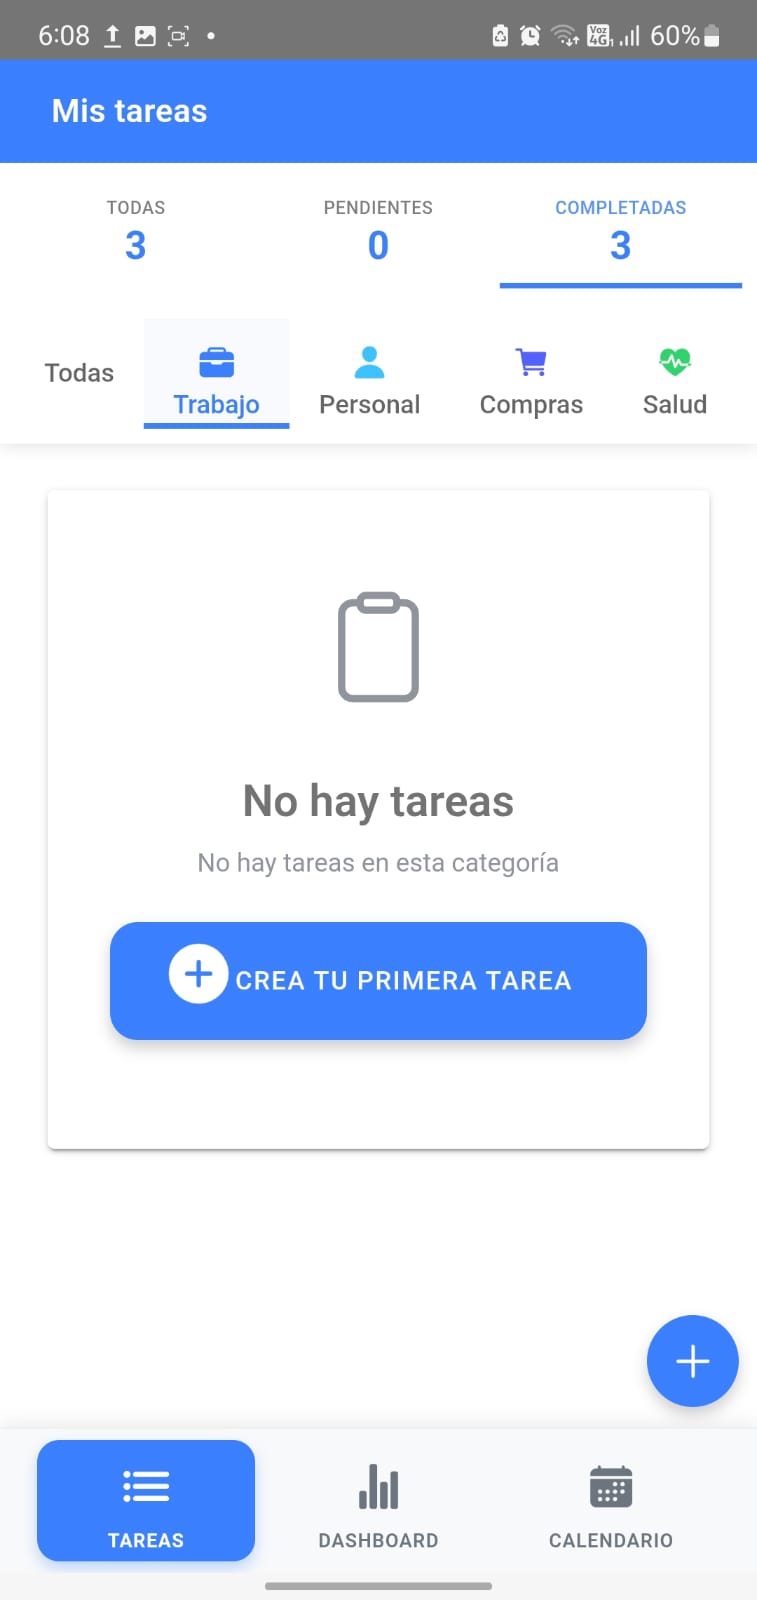 6:08
Voz 4G 60%
Mis tareas
TODAS PENDIENTES COMPLETADAS
3 0 3
Todas Trabajo Personal Compras Salud
No hay tareas
No hay tareas en esta categoría
CREA TU PRIMERA TAREA
TAREAS DASHBOARD CALENDARIO